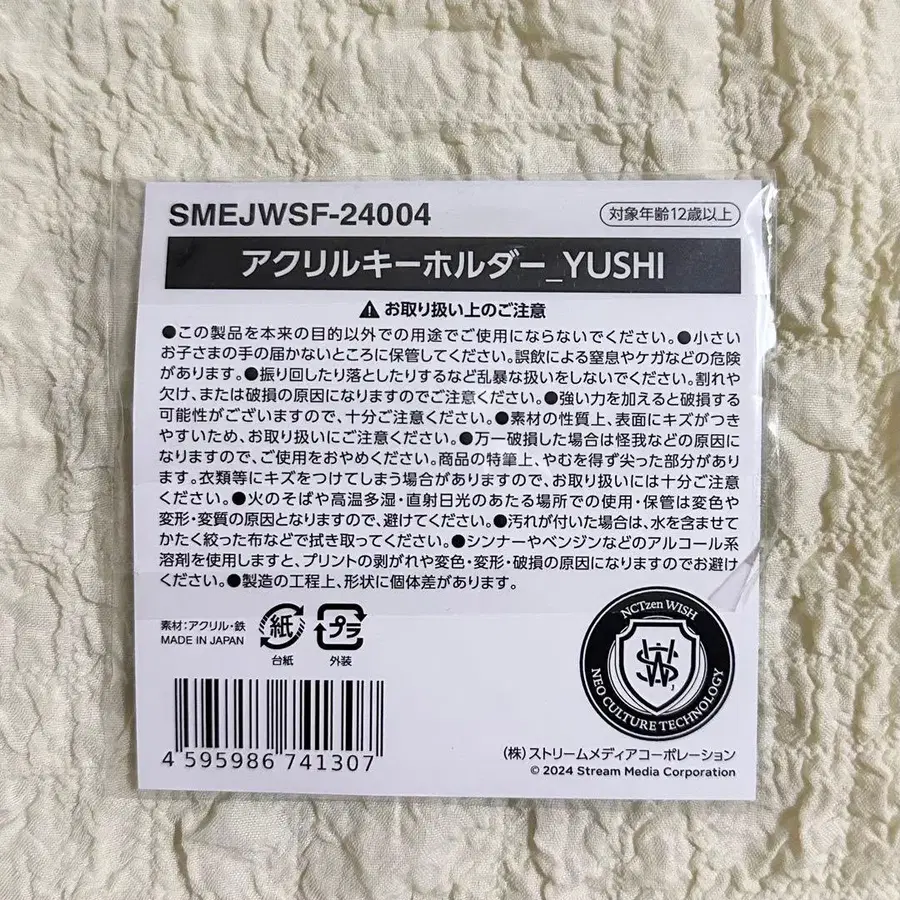 SMEJWSF-24004
対象年齢12歳以上
アクリルキーホルダー_YUSHI
お取り扱い上のご注意
●この製品を本来の目的以外での用途でご使用にならないでください。●小さい
お子さまの手の届かないところに保管してください。誤飲による窒息やケガなどの危険
があります。●振り回したり落としたりするなど乱暴な扱いをしないでください。割れや
欠け、または破損の原因になりますのでご注意ください。●強い力を加えると破損する
可能性がございますので、十分ご注意ください。●素材の性質上、表面にキズがつき
やすいため、お取り扱いにご注意ください。●万一破損した場合は怪我などの原因に
なりますので、ご使用をおやめください。商品の特筆上、やむを得ず尖った部分があり
ます。衣類等にキズをつけてしまう場合がありますので、お取り扱いには十分ご注意
ください。●火のそばや高温多湿・直射日光のあたる場所での使用・保管は変色や
変形・変質の原因となりますので、避けてください。●汚れが付いた場合は、水を含ませて
かたく絞った布などで拭き取ってください。●シンナーやベンジンなどのアルコール系
溶剤を使用しますと、プリントの剥がれや変色・変形・破損の原因になりますのでお避け
ください。●製造の工程上、形状に個体差があります。
素材：アクリル・鉄
MADE IN JAPAN
紙
台紙
プラ
外装
NCTzen WISH
NEO CULTURE TECHNOLOGY
4 595986 741307
（株）ストリームメディアコーポレーション
© 2024 Stream Media Corporation